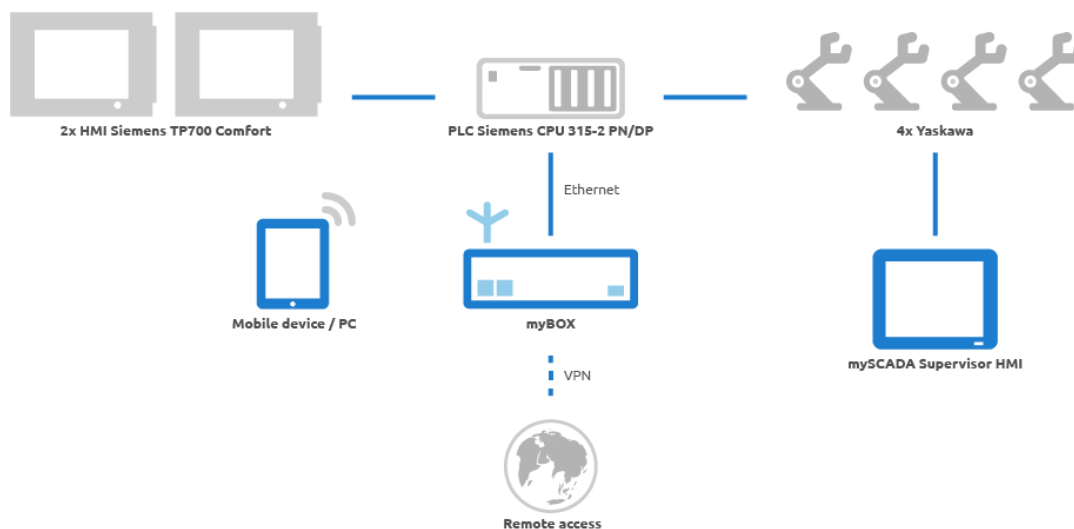 2x HMI Siemens TP700 Comfort
PLC Siemens CPU 315-2 PN/DP
4x Yaskawa
Ethernet
Mobile device / PC
myBOX
mySCADA Supervisor HMI
VPN
Remote access